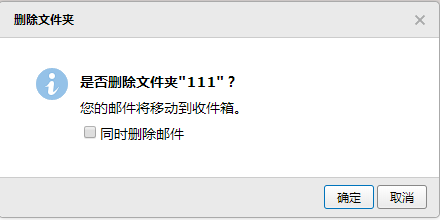 删除文件夹
是否删除文件夹"111"？
您的邮件将移动到收件箱。
同时删除邮件
确定 取消